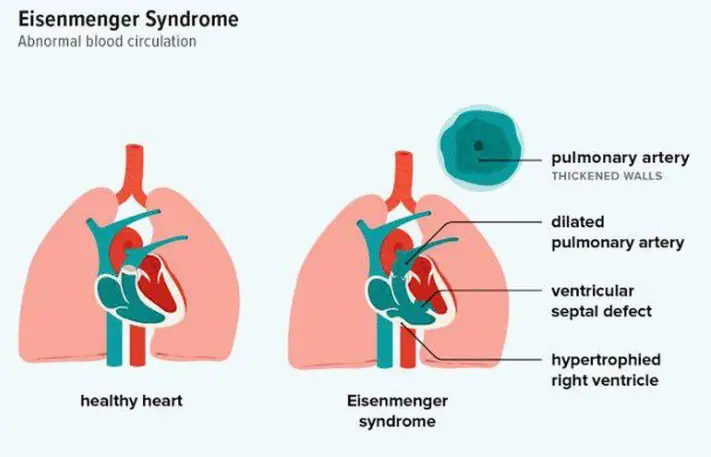 Eisenmenger Syndrome
Abnormal blood circulation
pulmonary artery
THICKENED WALLS
dilated
pulmonary artery
ventricular
septal defect
hypertrophied
right ventricle
healthy heart
Eisenmenger
syndrome